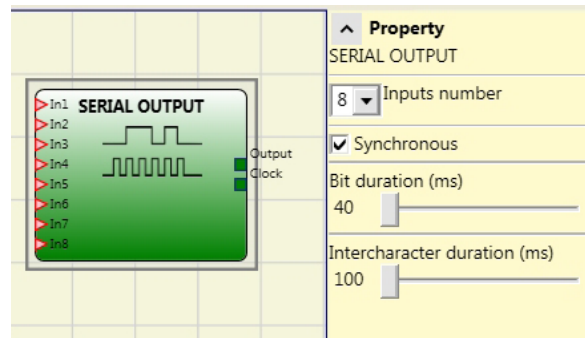 In1 SERIAL OUTPUT
In2
In3
In4
In5
In6
In7
In8
Output
Clock
Property
SERIAL OUTPUT
8 Inputs number
Synchronous
Bit duration (ms)
40
Intercharacter duration (ms)
100